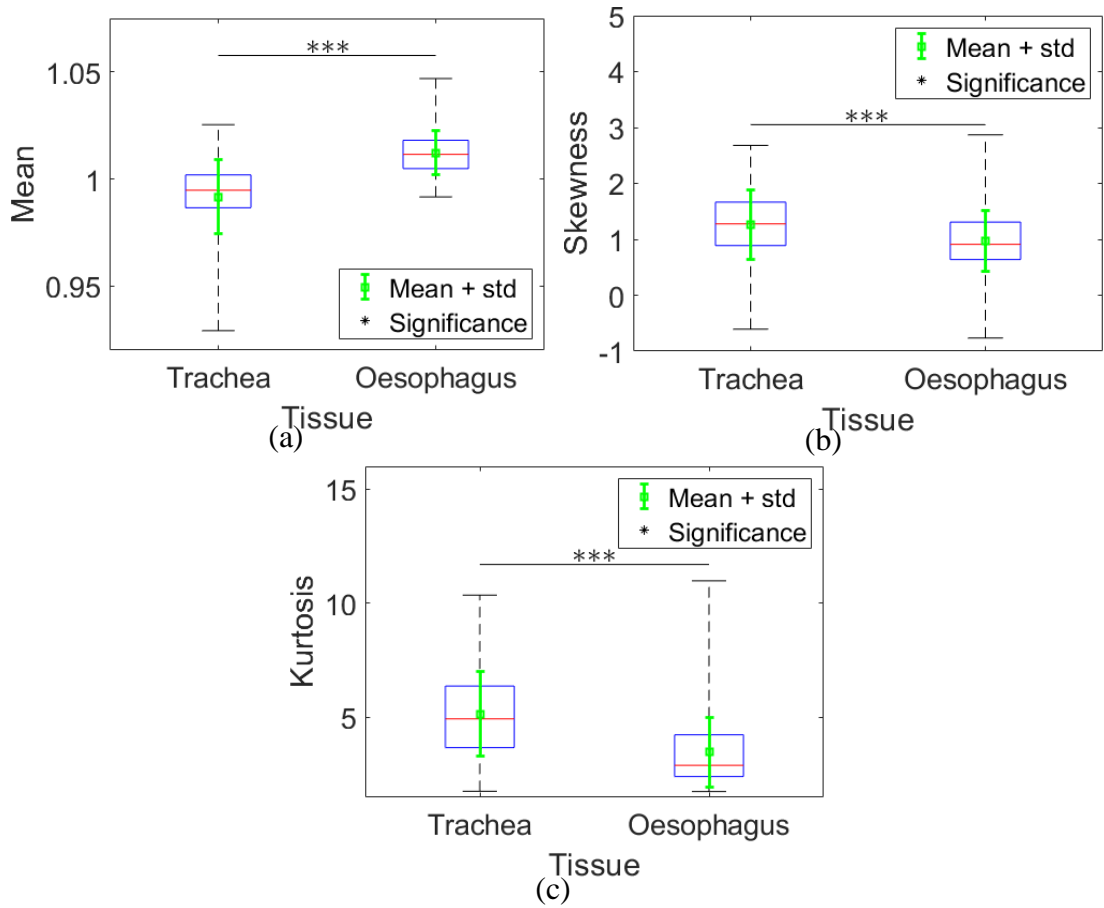 ***
Mean + std
Significance
1.05
1
0.95
Mean
Trachea
Oesophagus
Tissue
(a)
***
Mean + std
Significance
5
4
3
2
1
0
-1
Skewness
Trachea
Oesophagus
Tissue
(b)
***
Mean + std
Significance
15
10
5
Kurtosis
Trachea
Oesophagus
Tissue
(c)